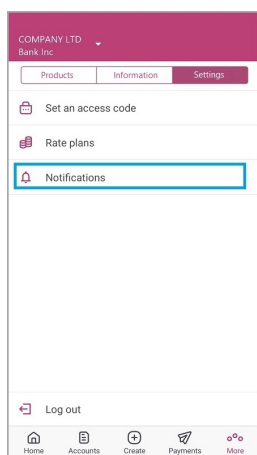 COMPANY LTD
Bank Inc
Products Information Settings
Set an access code
Rate plans
Notifications
Log out
Home Accounts Create Payments More